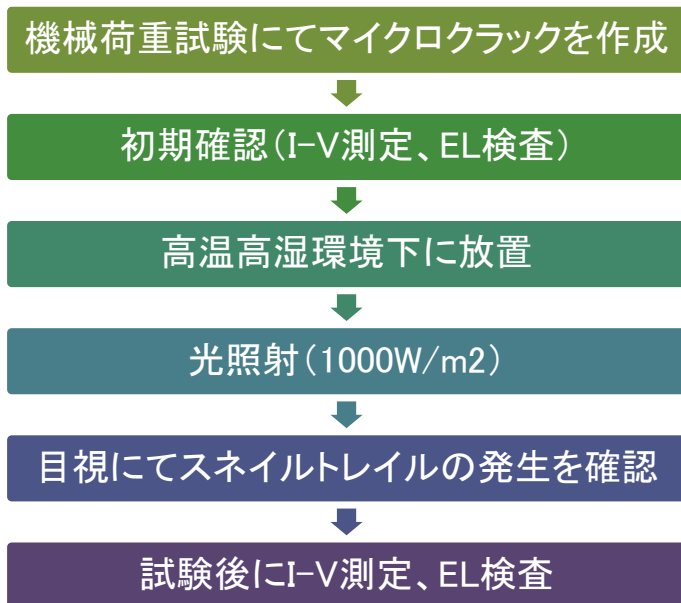 機械荷重試験にてマイクロクラックを作成
初期確認（I-V測定、EL検査）
高温高湿環境下に放置
光照射（1000W/m2）
目視にてスネイルトレイルの発生を確認
試験後にI-V測定、EL検査